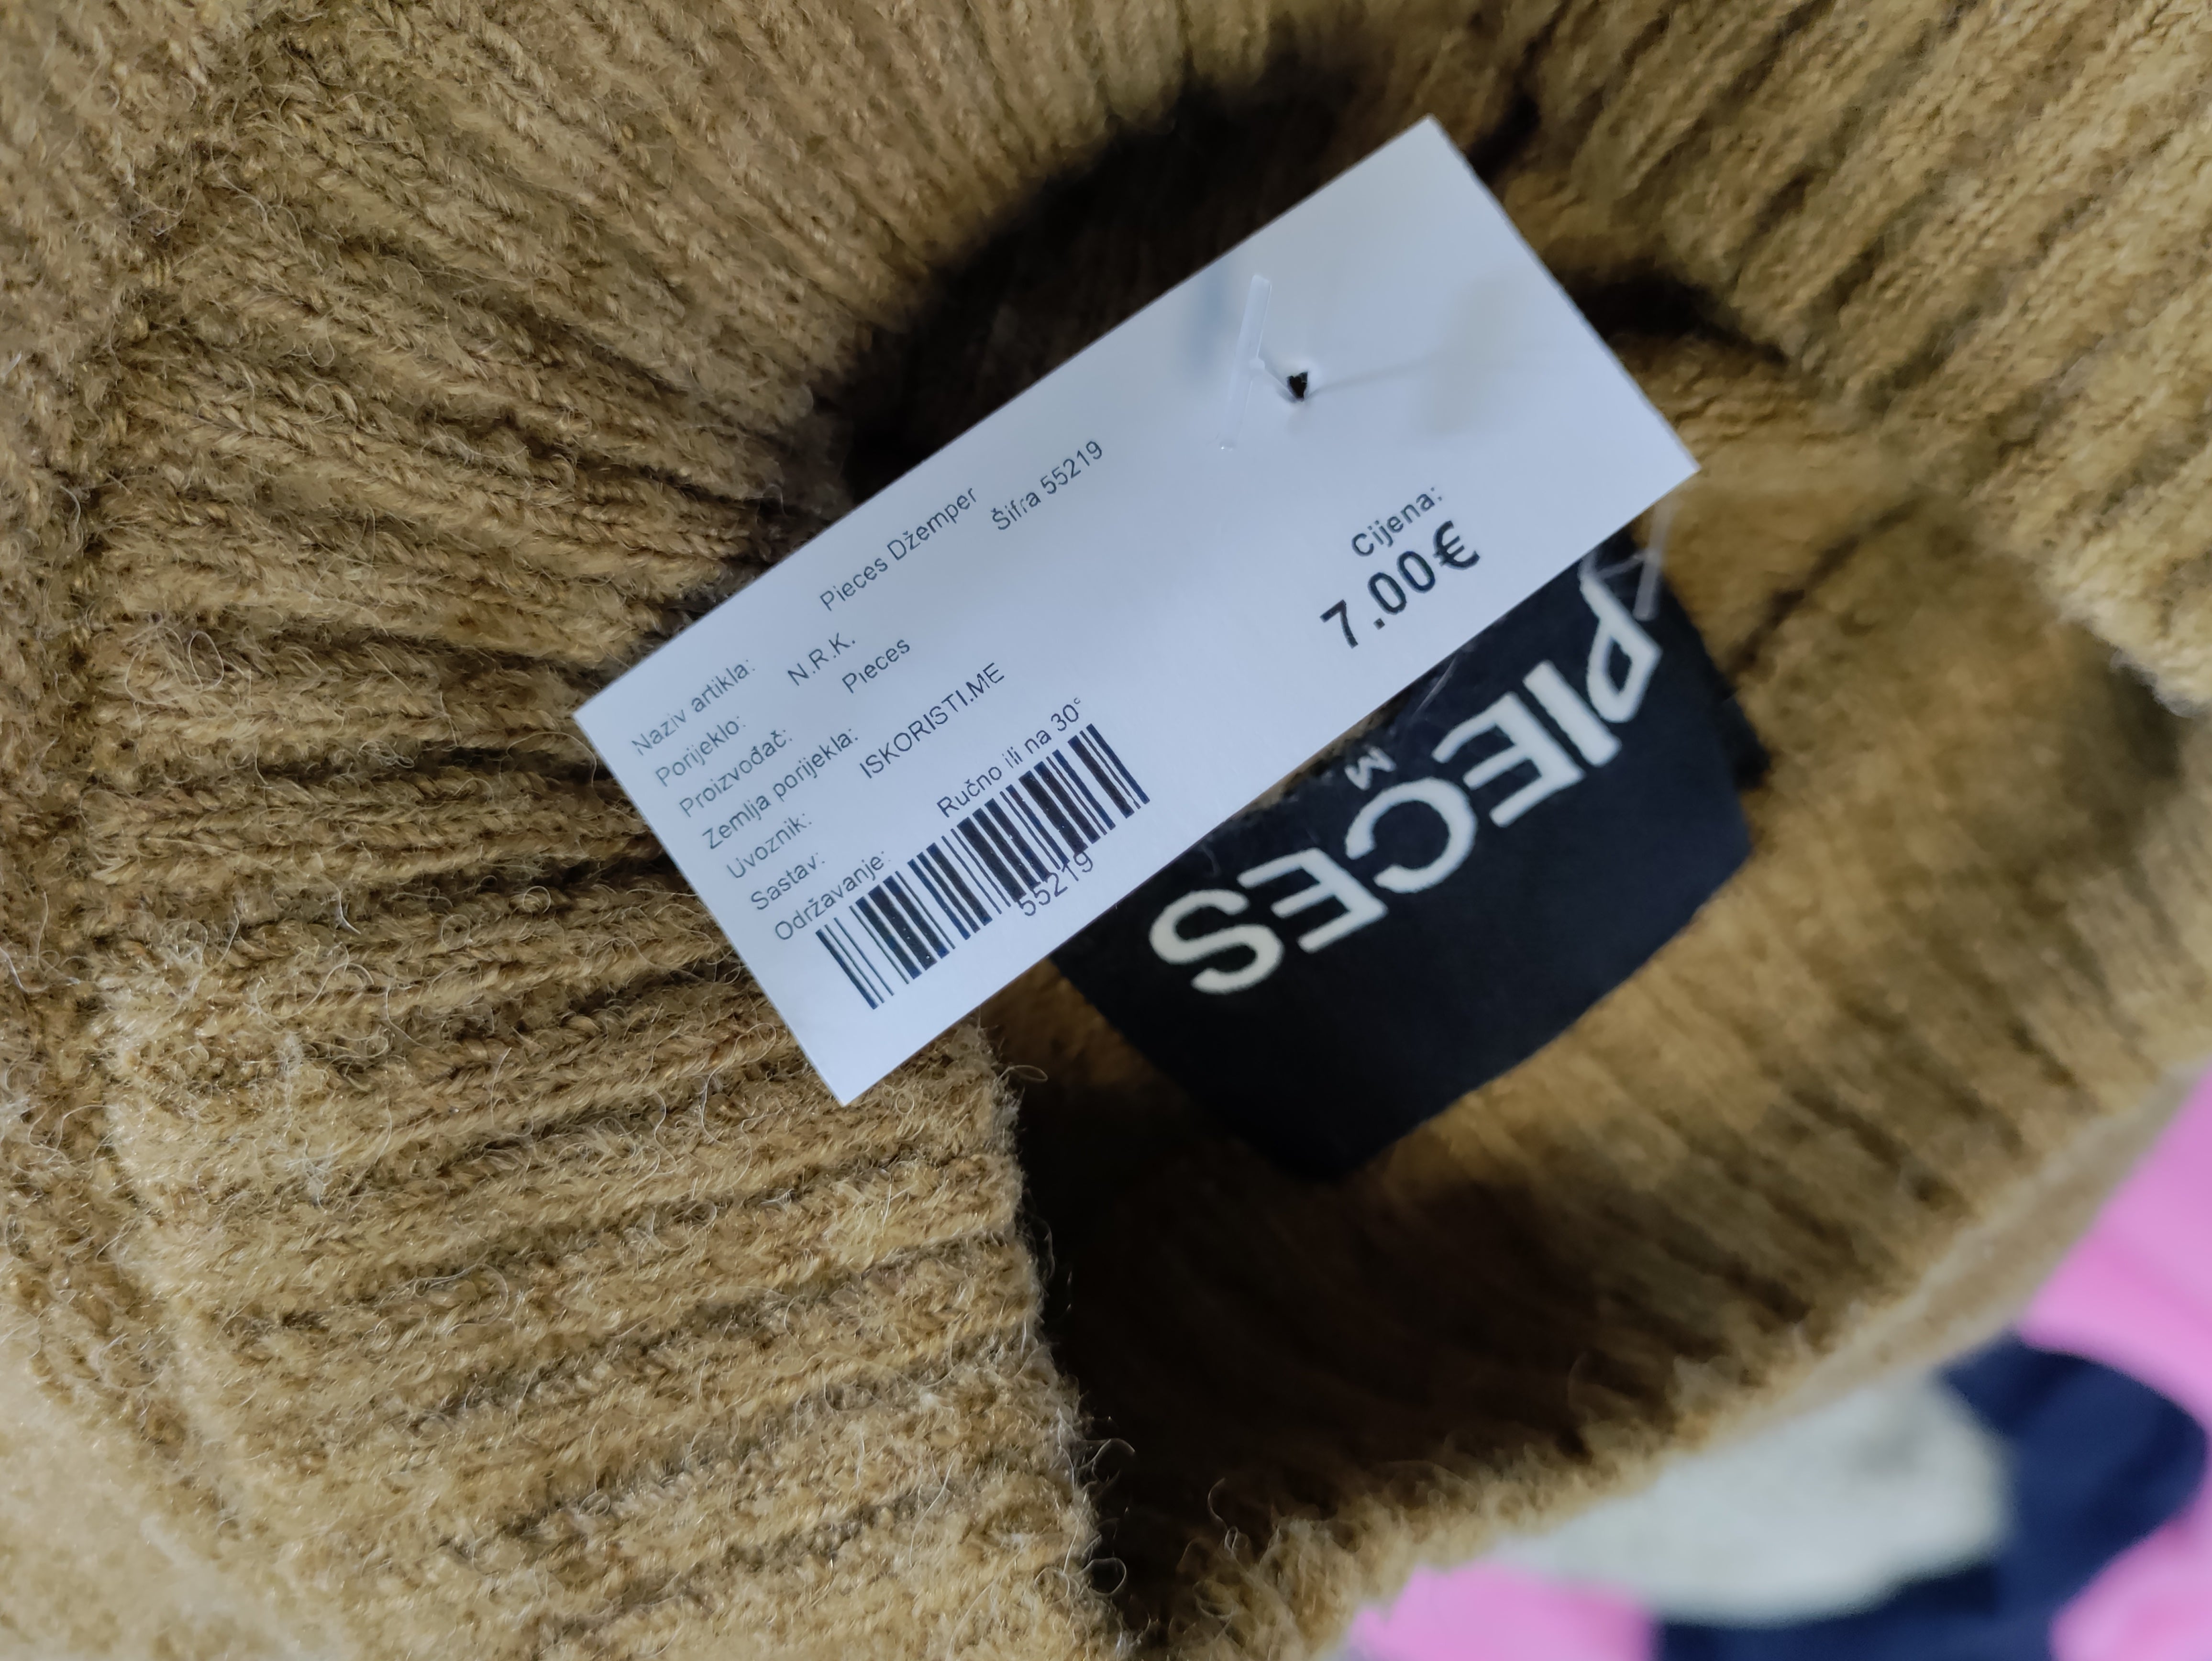 Naziv artikla: Pieces Džemper
Šifra 55219
Porijeklo: N.R.K.
Proizvođač: Pieces
Zemlja porijekla:
Uvoznik: ISKORISTI.ME
Sastav:
Održavanje: Ručno ili na 30°
55219
Cijena:
7.00€
PIECES
M